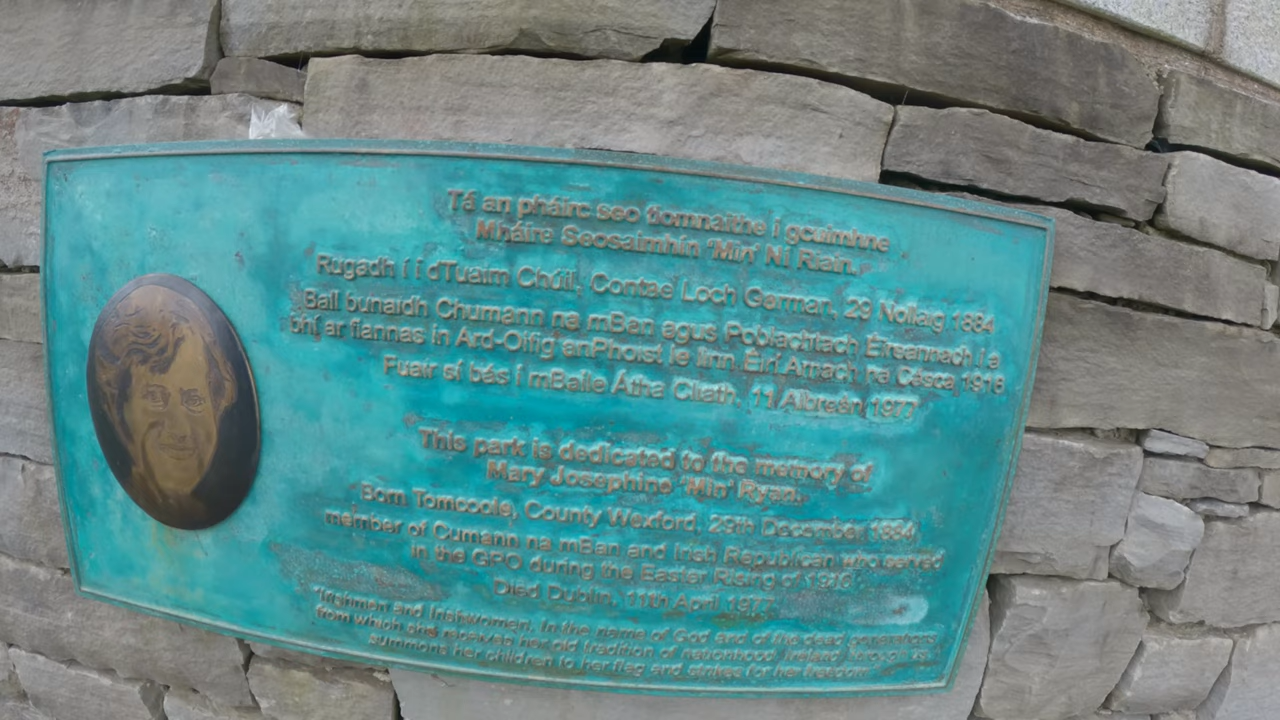 Tá an pháirc seo tiomnaithe i gcuimhne
Mháire Seosaimhín 'Min' Ní Riain.
Rugadh í i dTuaim Chúil, Contae Loch Garman, 29 Nollaig 1884
Ball bunaidh Chumann na mBan agus Poblachtach Éireannach í a
bhí ar fiannas in Ard-Oifig anPhoist le linn Éirí Amach na Cásca, 1916
Fuair sí bás i mBaile Átha Cliath, 11 Aibreán 1977
This park is dedicated to the memory of
Mary Josephine 'Min' Ryan.
Born Tomcoole, County Wexford, 29th December 1884
member of Cumann na mBan and Irish Republican who served
in the GPO during the Easter Rising of 1916
Died Dublin, 11th April 1977
'Irishmen and Irishwomen, In the name of God and of the dead generations
from which she receives her old tradition of nationhood, Ireland through us,
summons her children to her flag and strikes for her freedom